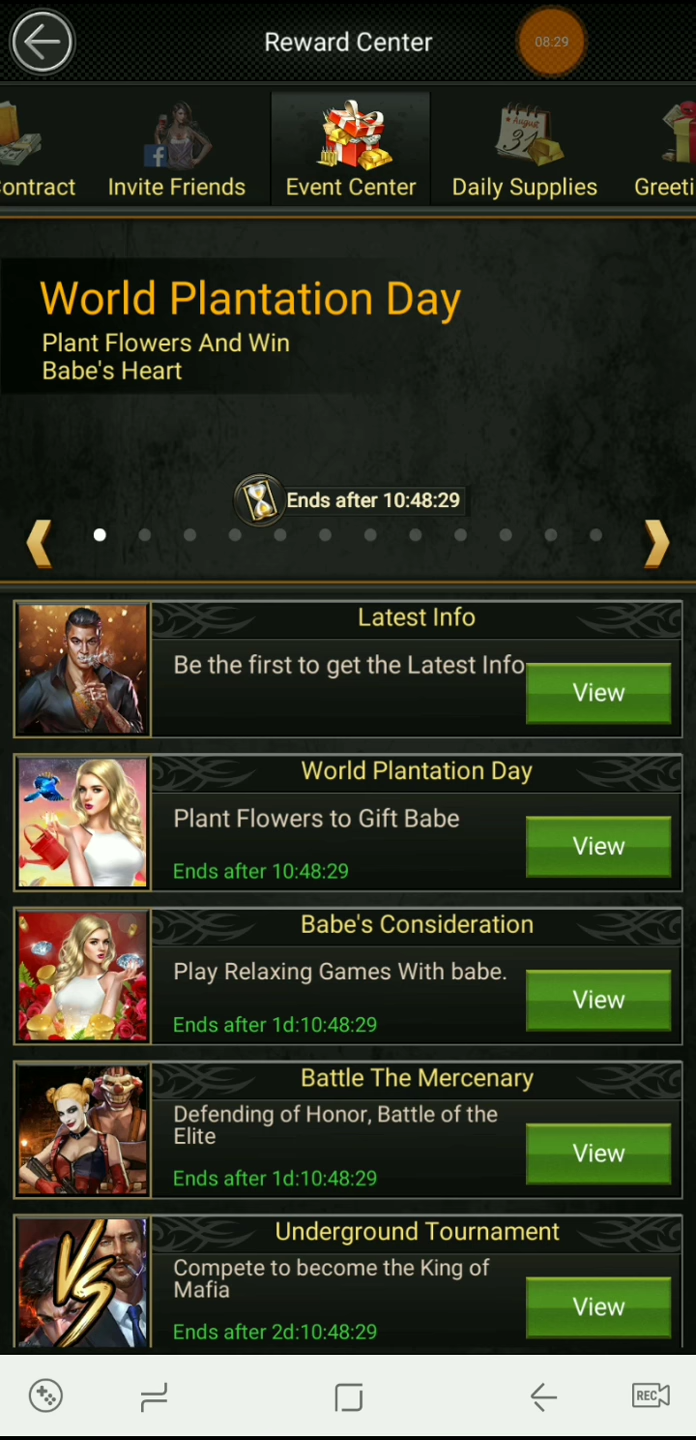 Reward Center
08:29
ontract
Invite Friends
Event Center
August
31
Daily Supplies
Greeti
World Plantation Day
Plant Flowers And Win
Babe's Heart
Ends after 10:48:29
Latest Info
Be the first to get the Latest Info
View
World Plantation Day
Plant Flowers to Gift Babe
Ends after 10:48:29
View
Babe's Consideration
Play Relaxing Games With babe.
Ends after 1d:10:48:29
View
Battle The Mercenary
Defending of Honor, Battle of the
Elite
Ends after 1d:10:48:29
View
VS
Underground Tournament
Compete to become the King of
Mafia
Ends after 2d:10:48:29
View
REC